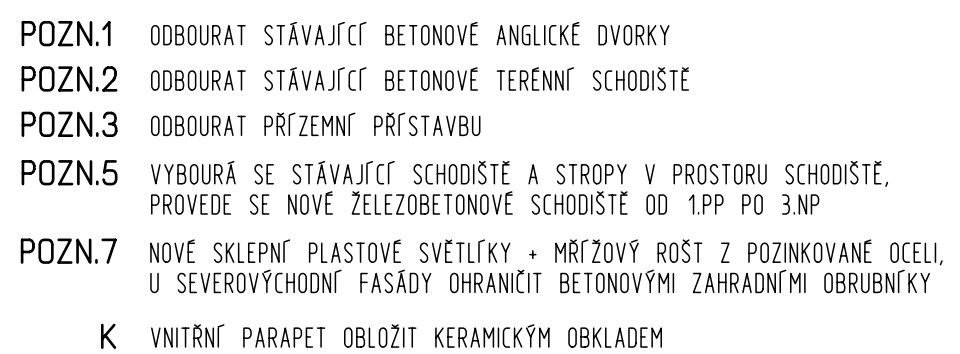 POZN.1 ODBOURAT STÁVAJÍCÍ BETONOVÉ ANGLICKÉ DVORKY
POZN.2 ODBOURAT STÁVAJÍCÍ BETONOVÉ TERÉNNÍ SCHODIŠTĚ
POZN.3 ODBOURAT PŘÍZEMNÍ PŘÍSTAVBU
POZN.5 VYBOURÁ SE STÁVAJÍCÍ SCHODIŠTĚ A STROPY V PROSTORU SCHODIŠTĚ,
PROVEDE SE NOVÉ ŽELEZOBETONOVÉ SCHODIŠTĚ OD 1.PP PO 3.NP
POZN.7 NOVÉ SKLEPNÍ PLASTOVÉ SVĚTLÍKY + MŘÍŽOVÝ ROŠT Z POZINKOVANÉ OCELI,
U SEVEROVÝCHODNÍ FASÁDY OHRANIČIT BETONOVÝMI ZAHRADNÍMI OBRUBNÍKY
K VNITŘNÍ PARAPET OBLOŽIT KERAMICKÝM OBKLADEM